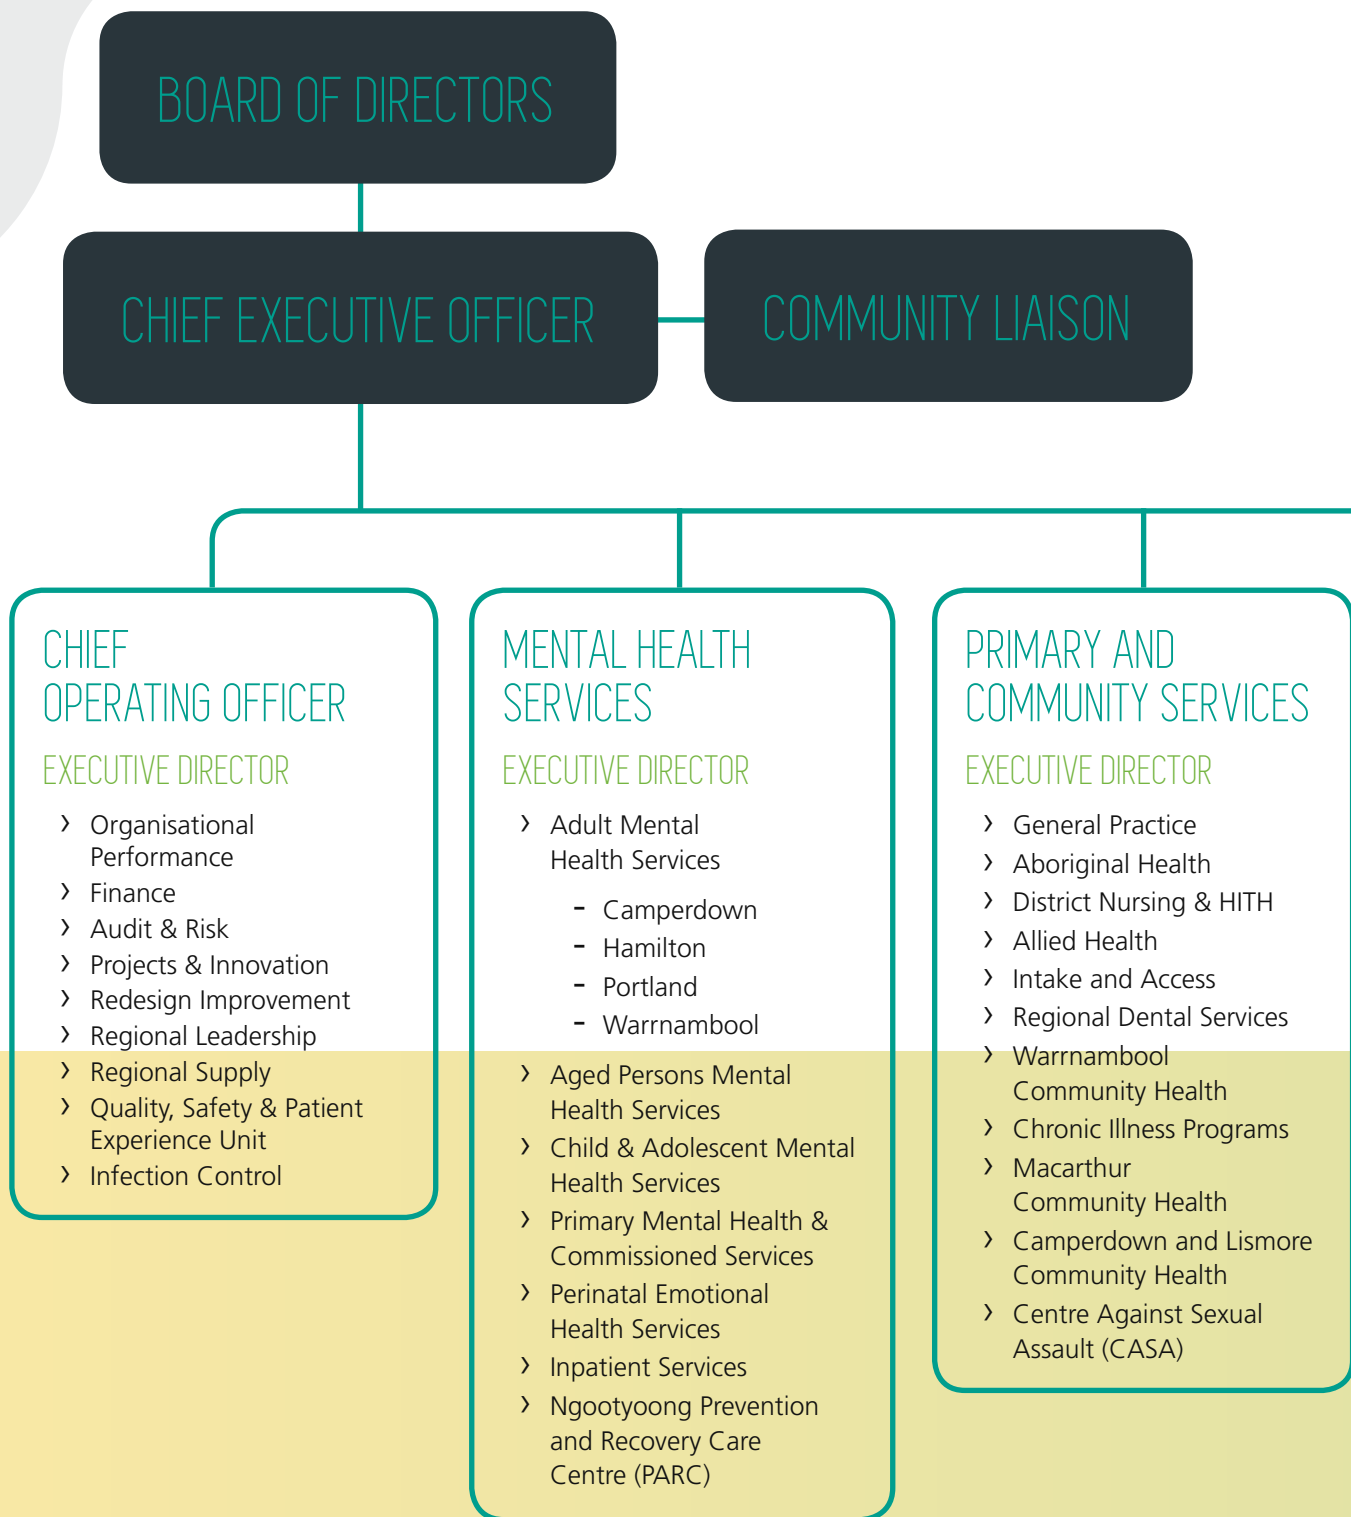 BOARD OF DIRECTORS
CHIEF EXECUTIVE OFFICER
COMMUNITY LIAISON
CHIEF
OPERATING OFFICER
EXECUTIVE DIRECTOR
› Organisational
Performance
› Finance
› Audit & Risk
› Projects & Innovation
› Redesign Improvement
› Regional Leadership
› Regional Supply
› Quality, Safety & Patient
Experience Unit
› Infection Control
MENTAL HEALTH
SERVICES
EXECUTIVE DIRECTOR
› Adult Mental
Health Services
- Camperdown
- Hamilton
- Portland
- Warrnambool
› Aged Persons Mental
Health Services
› Child & Adolescent Mental
Health Services
› Primary Mental Health &
Commissioned Services
› Perinatal Emotional
Health Services
› Inpatient Services
› Ngootyoong Prevention
and Recovery Care
Centre (PARC)
PRIMARY AND
COMMUNITY SERVICES
EXECUTIVE DIRECTOR
› General Practice
› Aboriginal Health
› District Nursing & HITH
› Allied Health
› Intake and Access
› Regional Dental Services
› Warrnambool
Community Health
› Chronic Illness Programs
› Macarthur
Community Health
› Camperdown and Lismore
Community Health
› Centre Against Sexual
Assault (CASA)